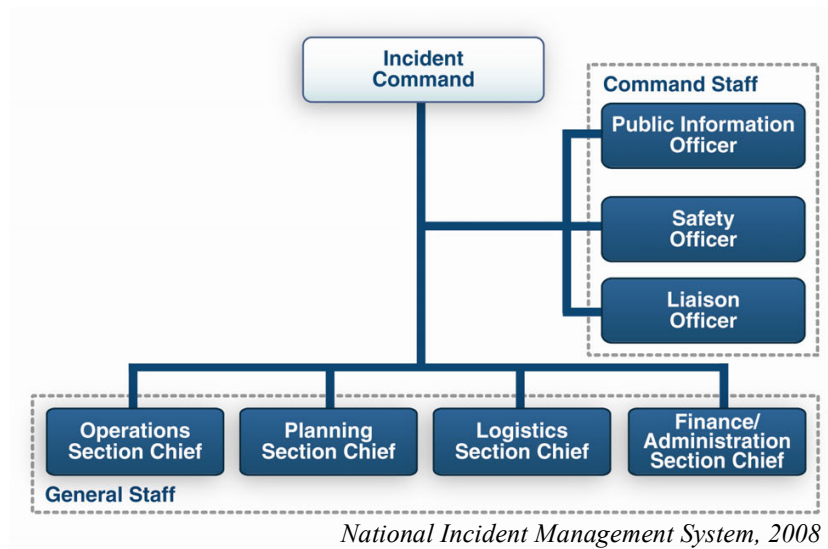 Incident
Command
Command Staff
Public Information
Officer
Safety
Officer
Liaison
Officer
Operations
Section Chief
Planning
Section Chief
Logistics
Section Chief
Finance/
Administration
Section Chief
General Staff
National Incident Management System, 2008